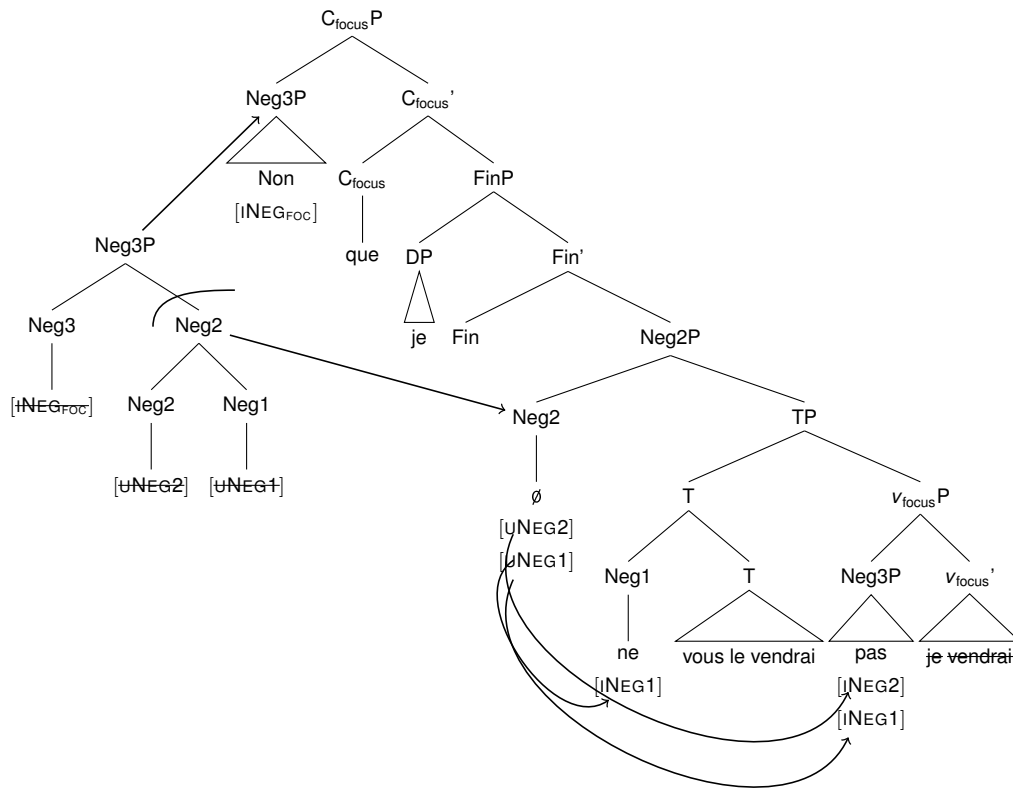 CfocusP
Neg3P Cfocus'
Non Cfocus FinP
[INEGFOC]
Neg3P que DP Fin'
Neg3 Neg2 je Fin Neg2P
[INEGFOC] Neg2 Neg1 Neg2 TP
[UNEG2] [UNEG1] ∅ T vfocusP
[UNEG2]
[UNEG1] Neg1 T Neg3P vfocus'
ne vous le vendrai pas je vendrai
[INEG1] [INEG2]
[INEG1]